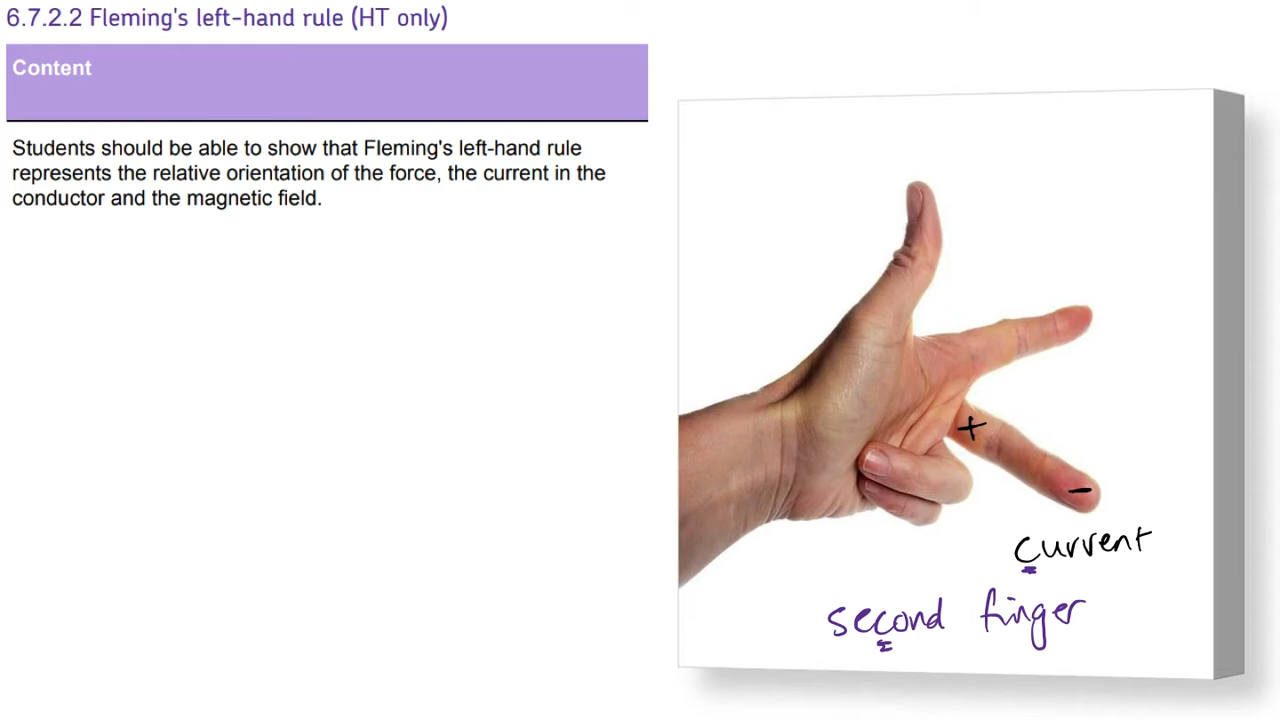 6.7.2.2 Fleming's left-hand rule (HT only)
Content
Students should be able to show that Fleming's left-hand rule
represents the relative orientation of the force, the current in the
conductor and the magnetic field.
+
-
current
second finger